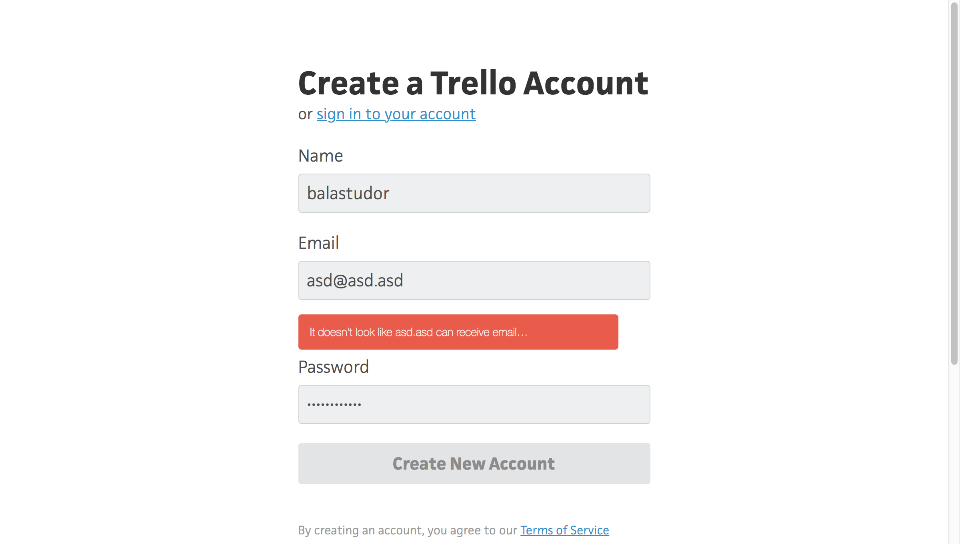 Create a Trello Account
or sign in to your account
Name
balastudor
Email
asd@asd.asd
It doesn't look like asd.asd can receive email...
Password
••••••••••••
Create New Account
By creating an account, you agree to our Terms of Service